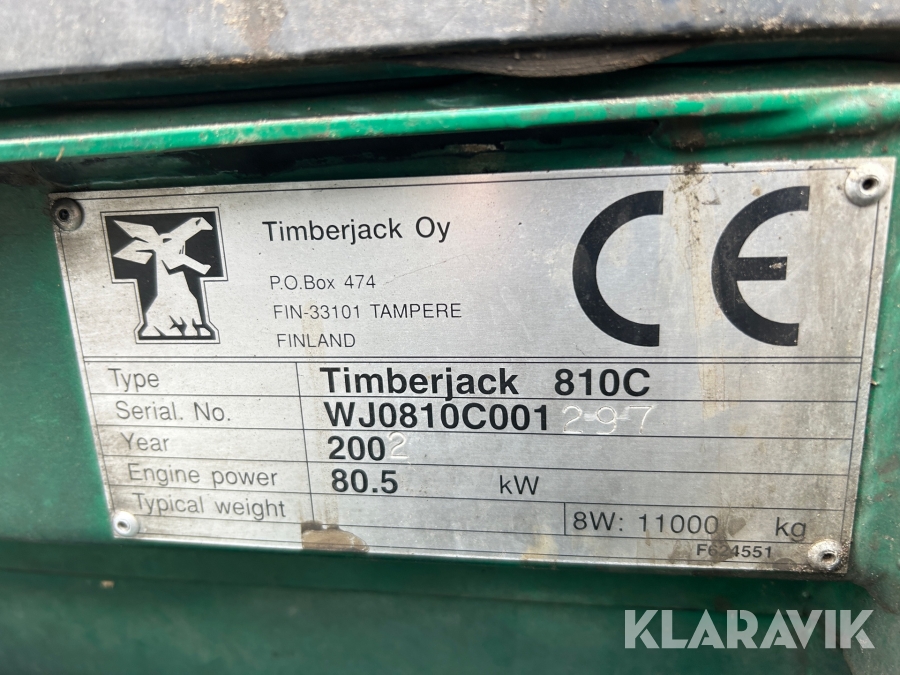 Timberjack Oy
P.O.Box 474
FIN-33101 TAMPERE
FINLAND
CE
Type Timberjack 810C
Serial. No. WJ0810C001297
Year 2002
Engine power 80.5 kW
Typical weight 8W: 11000 kg
F624551
KLARAVIK